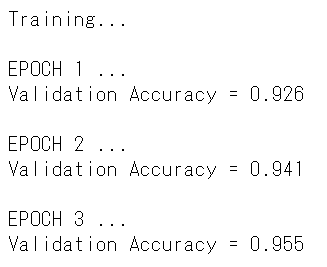 Training...
EPOCH 1 ...
Validation Accuracy = 0.926
EPOCH 2 ...
Validation Accuracy = 0.941
EPOCH 3 ...
Validation Accuracy = 0.955